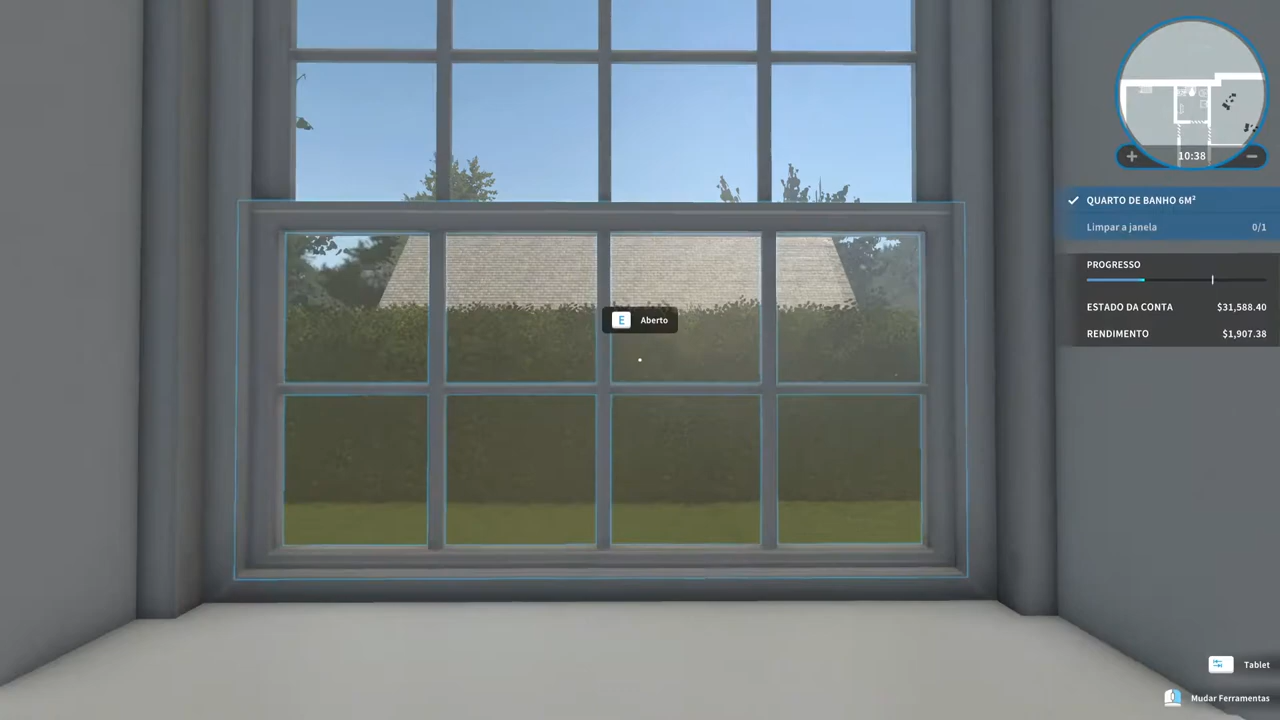 10:38
QUARTO DE BANHO 6M²
Limpar a janela 0/1
PROGRESSO
ESTADO DA CONTA $31,588.40
RENDIMENTO $1,907.38
E Aberto
Tablet
Mudar Ferramentas